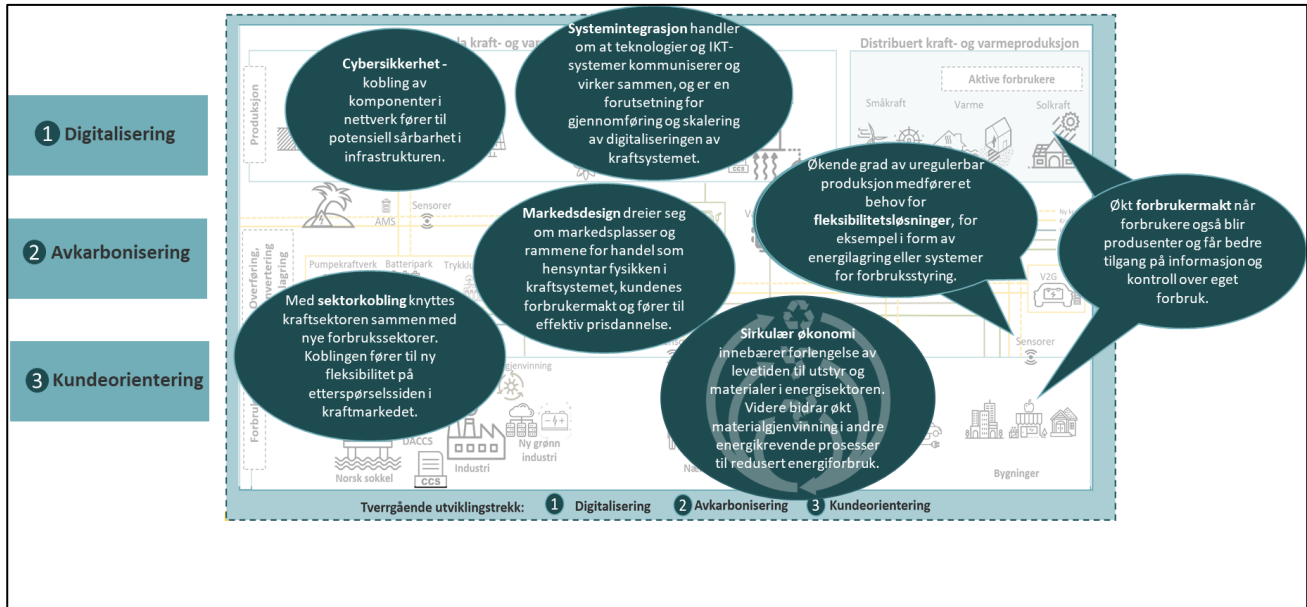 1 Digitalisering
2 Avkarbonisering
3 Kundeorientering
kraft- og
Distribuert kraft- og varmeproduksjon
Aktive forbrukere
Produksjon
Småkraft
Varme
Solkraft
Cybersikkerhet -
kobling av
komponenter i
nettverk fører til
potensiell sårbarhet i
infrastrukturen.
Systemintegrasjon handler
om at teknologier og IKT-
systemer kommuniserer og
virker sammen, og er en
forutsetning for
gjennomføring og skalering
av digitaliseringen av
kraftsystemet.
CCS
Økende grad av uregulerbar
produksjon medfører et
behov for
fleksibilitetsløsninger, for
eksempel i form av
energilagring eller systemer
for forbruksstyring.
Økt forbrukermakt når
forbrukere også blir
produsenter og får bedre
tilgang på informasjon og
kontroll over eget
forbruk.
AMS
Sensorer
Overføring,
lagring
Pumpekraftverk
Batteripark
Markedsdesign dreier seg
om markedsplasser og
rammene for handel som
hensyntar fysikken i
kraftsystemet, kundenes
forbrukermakt og fører til
effektiv prisdannelse.
V2G
Sensorer
Med sektorkobling knyttes
kraftsektoren sammen med
nye forbrukssektorer.
Koblingen fører til ny
fleksibilitet på
etterspørselssiden i
kraftmarkedet.
Sirkulær økonomi
innebærer forlengelse av
levetiden til utstyr og
materialer i energisektoren.
Videre bidrar økt
materialgjenvinning i andre
energikrevende prosesser
til redusert energiforbruk.
DACCS
Norsk sokkel
CCS
Industri
Ny grønn
industri
Bygninger
Tverrgående utviklingstrekk: 1 Digitalisering 2 Avkarbonisering 3 Kundeorientering